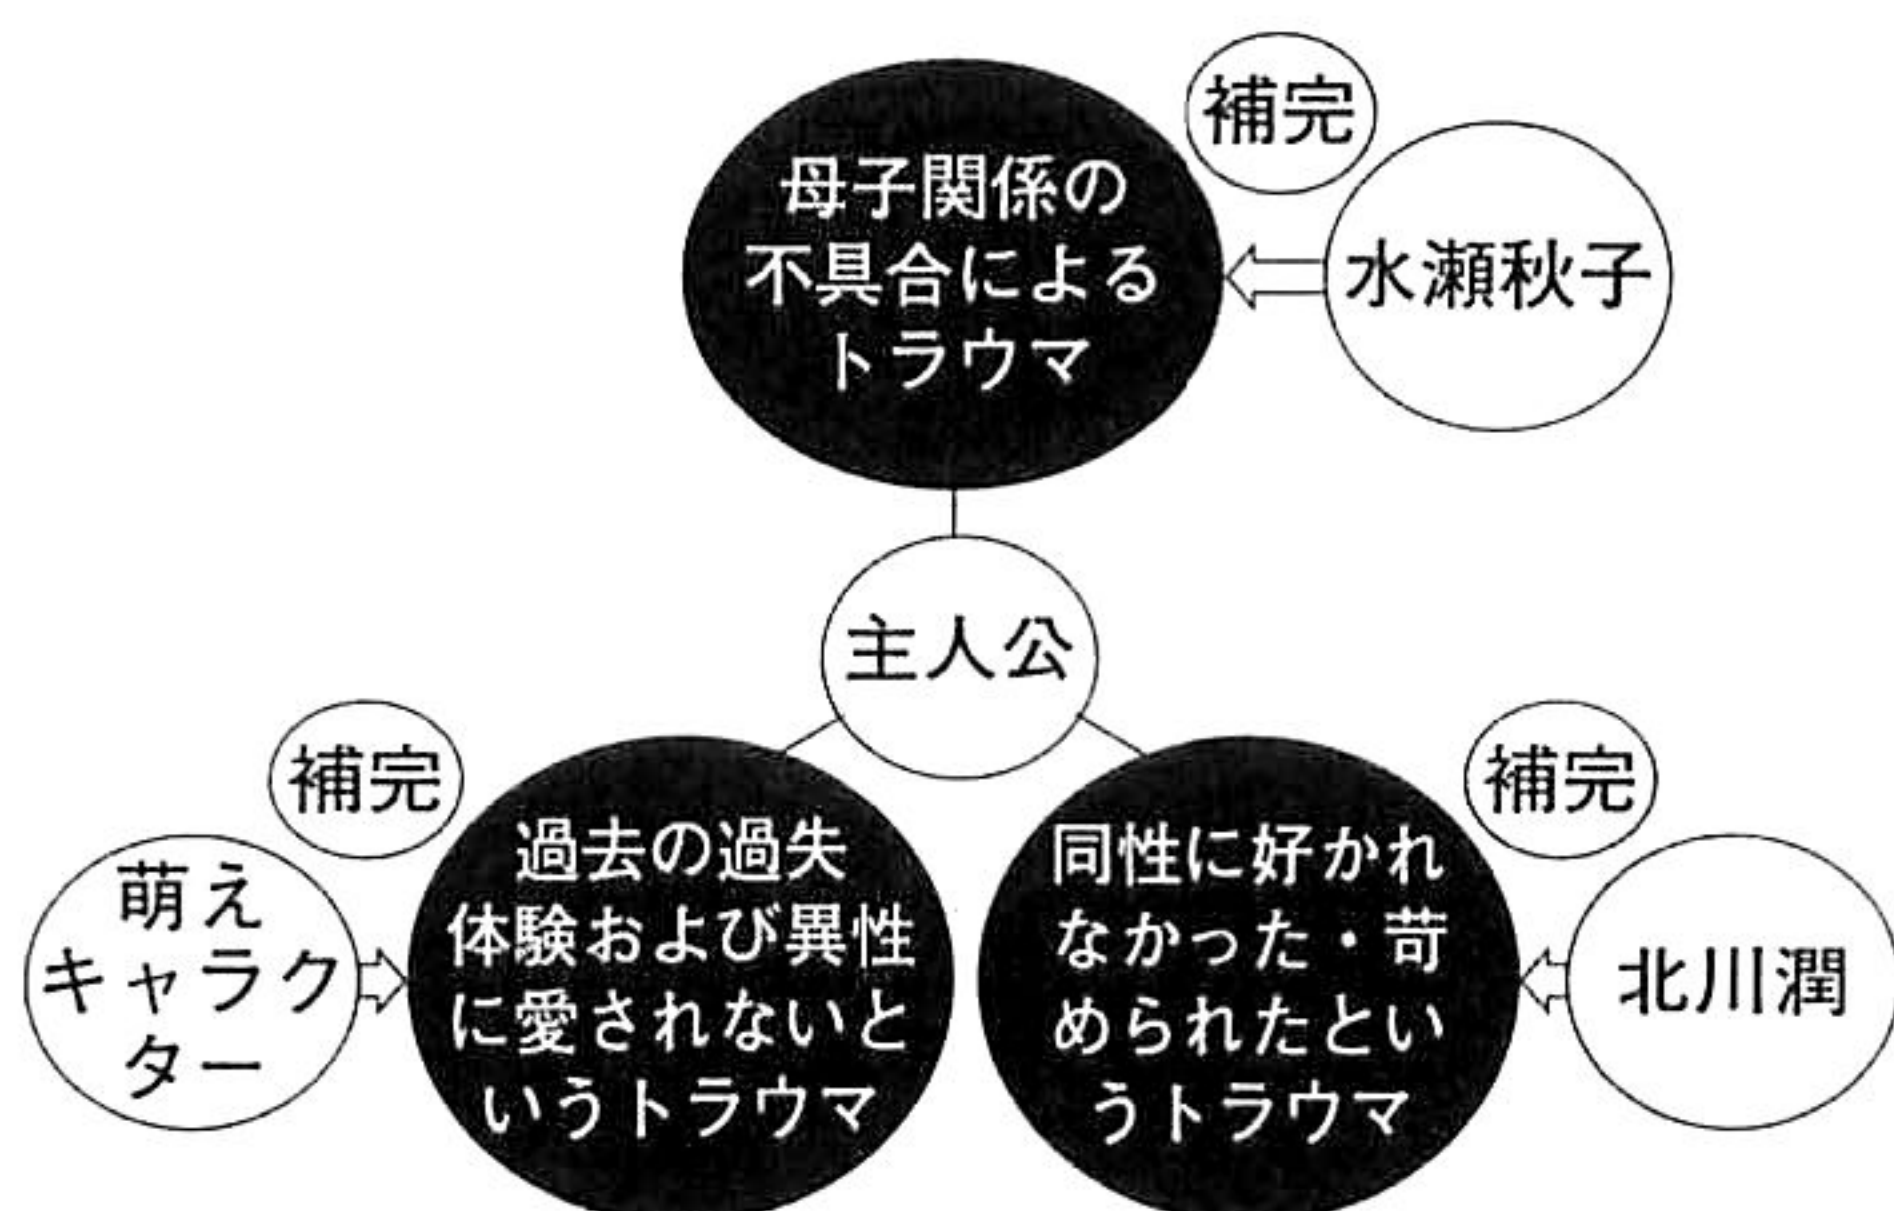 補完
母子関係の
不具合による
トラウマ
水瀬秋子
主人公
補完
萌え
キャラク
ター
過去の過失
体験および異性
に愛されないと
いうトラウマ
補完
同性に好かれ
なかった・苛
められたとい
うトラウマ
北川潤